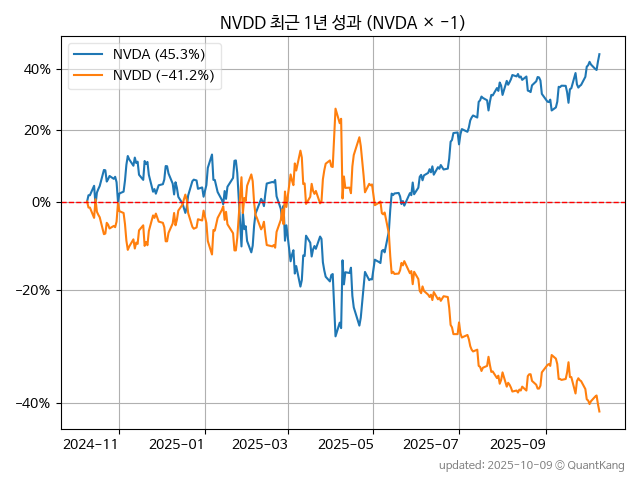 NVDD 최근 1년 성과 (NVDA × -1)
NVDA (45.3%)
NVDD (-41.2%)
40%
20%
0%
-20%
-40%
2024-11
2025-01
2025-03
2025-05
2025-07
2025-09
updated: 2025-10-09 © QuantKang